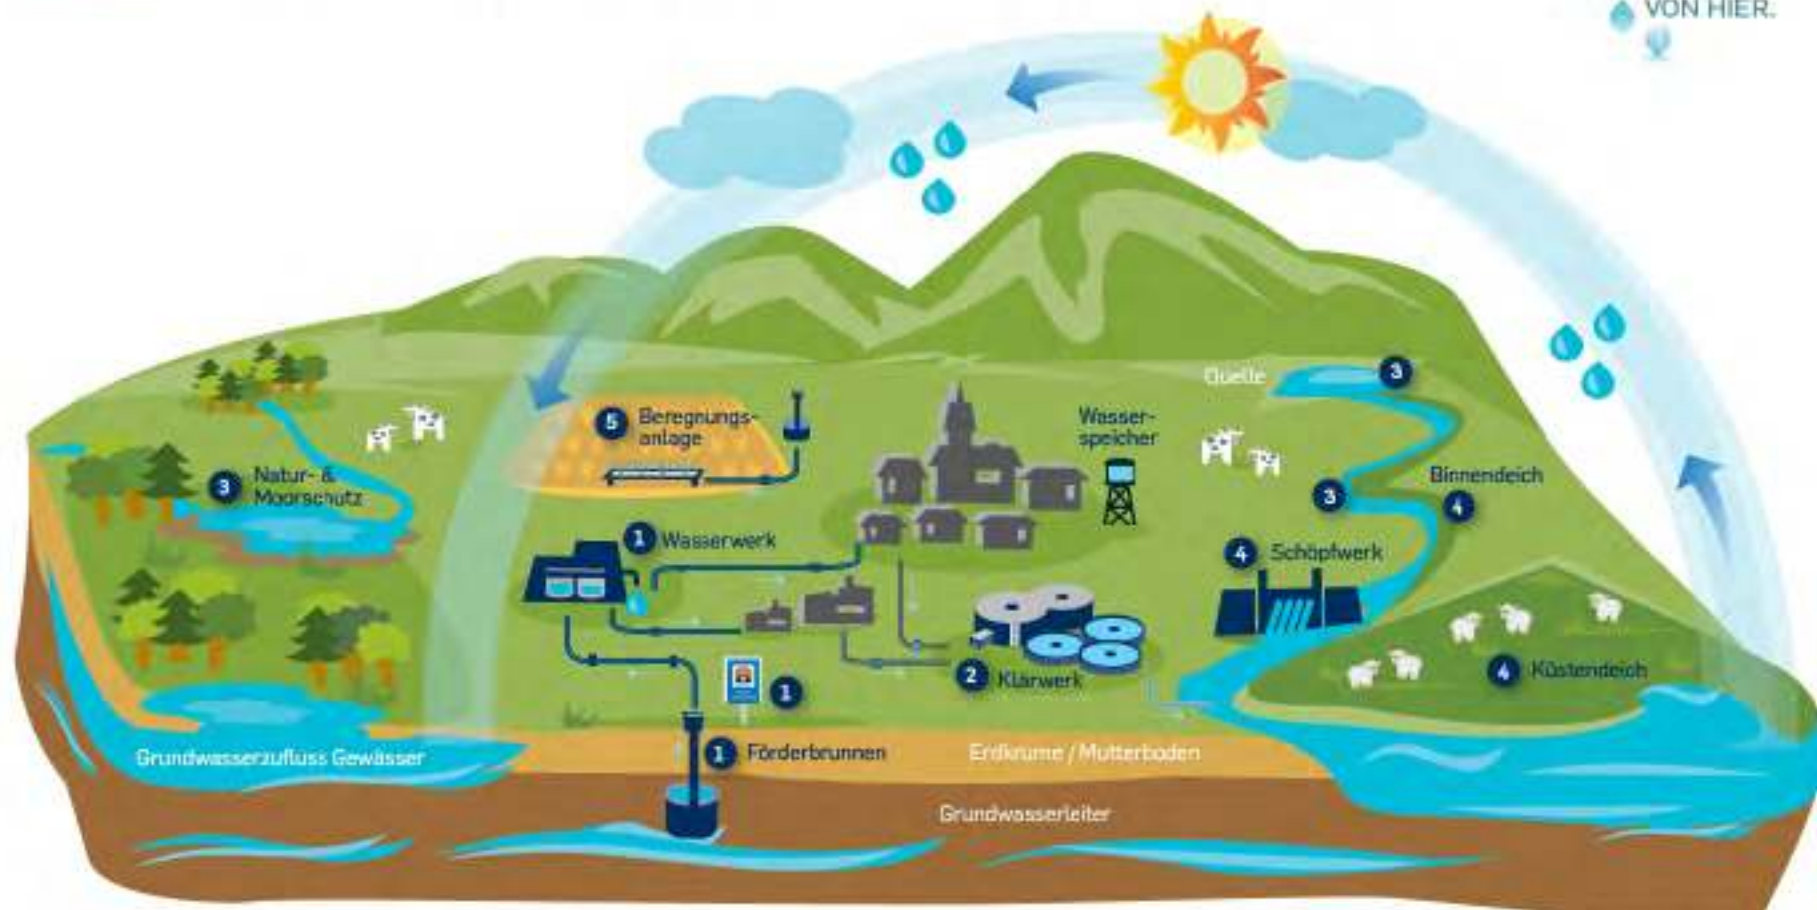 VON HIER.
Quelle
3
5
Beregnungs-
anlage
Wasser-
speicher
3
Natur- &
Moorschutz
3
Binnendeich
4
1
Wasserwerk
4
Schöpfwerk
2
Klärwerk
4
Küstendeich
1
1
Förderbrunnen
Grundwasserzufluss Gewässer
Erdkrume / Mutterboden
Grundwasserleiter